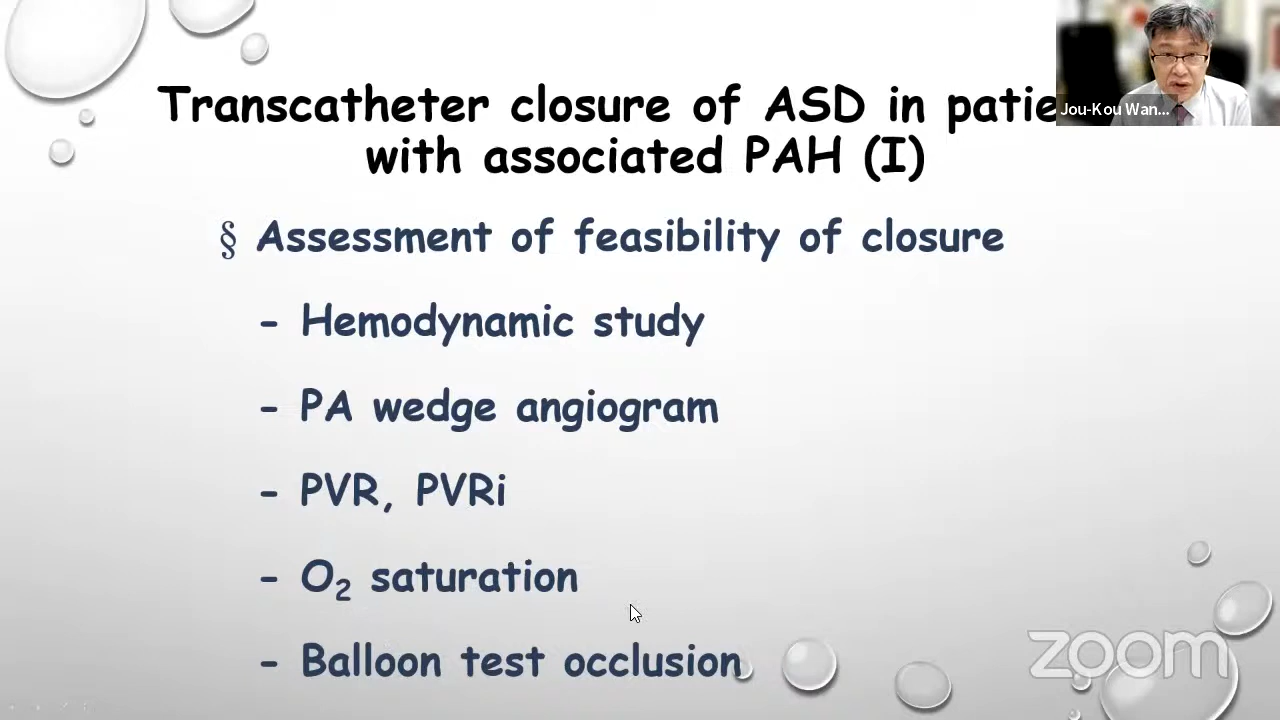 Transcatheter closure of ASD in patie
with associated PAH (I)
Jou-Kou Wan...
§ Assessment of feasibility of closure
- Hemodynamic study
- PA wedge angiogram
- PVR, PVRi
- O₂ saturation
- Balloon test occlusion
zoom